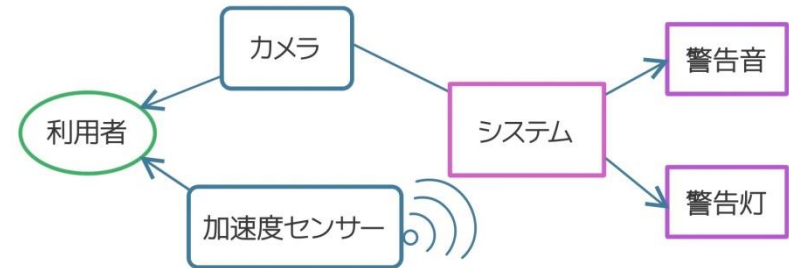 カメラ
警告音
利用者
システム
加速度センサー
警告灯